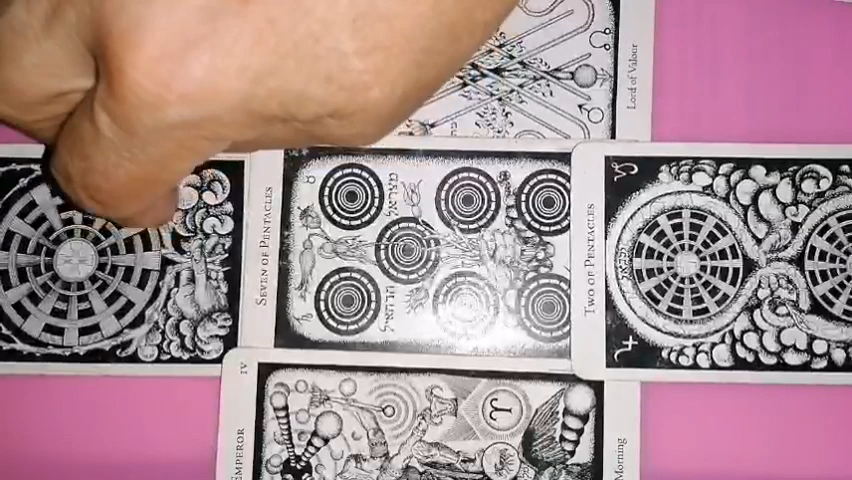 Lord of Valour
SEVEN OF PENTACLES
TWO OF PENTACLES
IV
EMPEROR
Morning